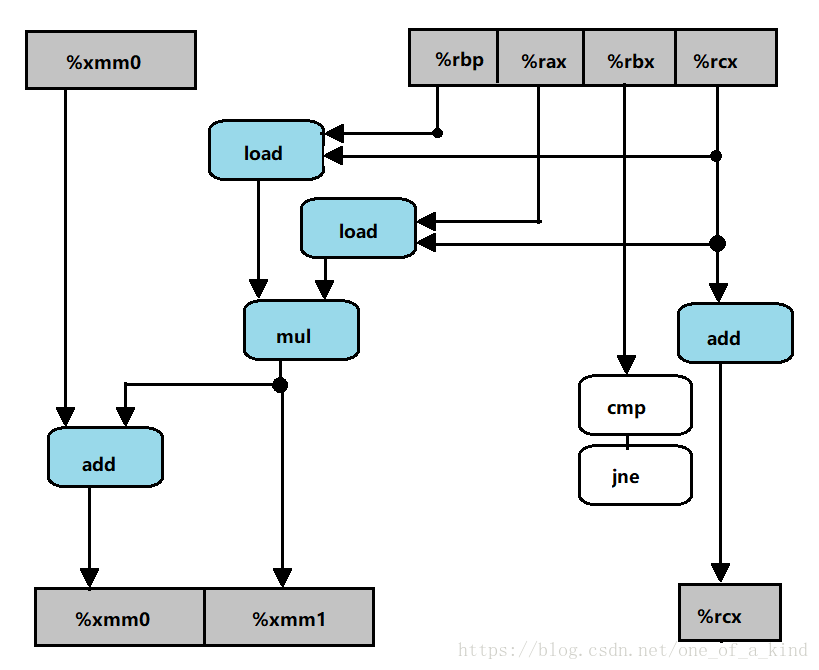 %xmm0
%rbp %rax %rbx %rcx
load
load
mul
add
cmp
add
jne
%xmm0 %xmm1
%rcx
https://blog.csdn.net/one_of_a_kind